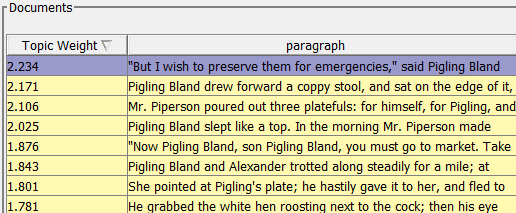 Documents
Topic Weight paragraph
2.234 "But I wish to preserve them for emergencies," said Pigling Bland
2.171 Pigling Bland drew forward a coppy stool, and sat on the edge of it,
2.106 Mr. Piperson poured out three platefuls: for himself, for Pigling, and
2.025 Pigling Bland slept like a top. In the morning Mr. Piperson made
1.876 "Now Pigling Bland, son Pigling Bland, you must go to market. Take
1.843 Pigling Bland and Alexander trotted along steadily for a mile; at
1.801 She pointed at Pigling's plate; he hastily gave it to her, and fled to
1.781 He grabbed the white hen roosting next to the cock; then his eye